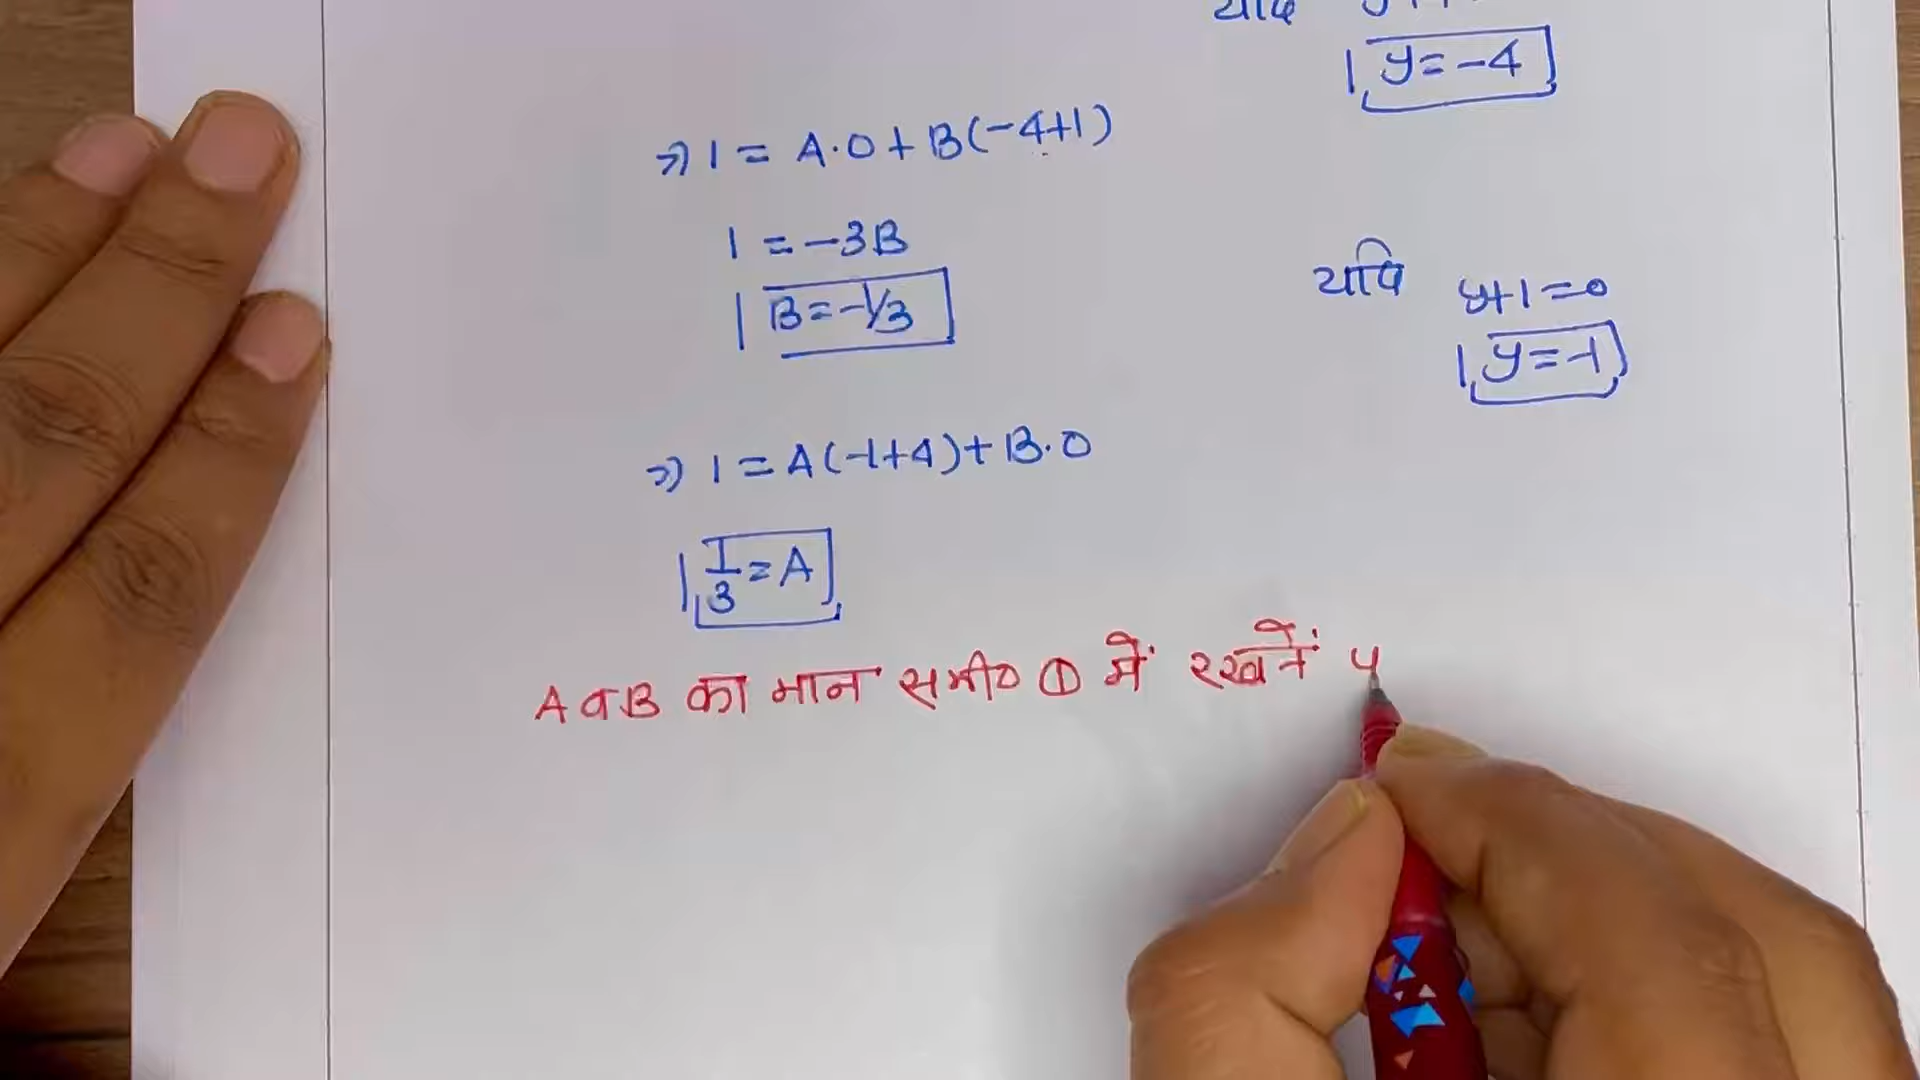 यदि
y=-4
⇒ 1 = A.0 + B(-4+1)
1 = -3B
B = -1/3
यदि y+1=0
y=-1
⇒ 1 = A(-1+4) + B.0
1/3 = A
A व B का मान समी० ① में रखनें प